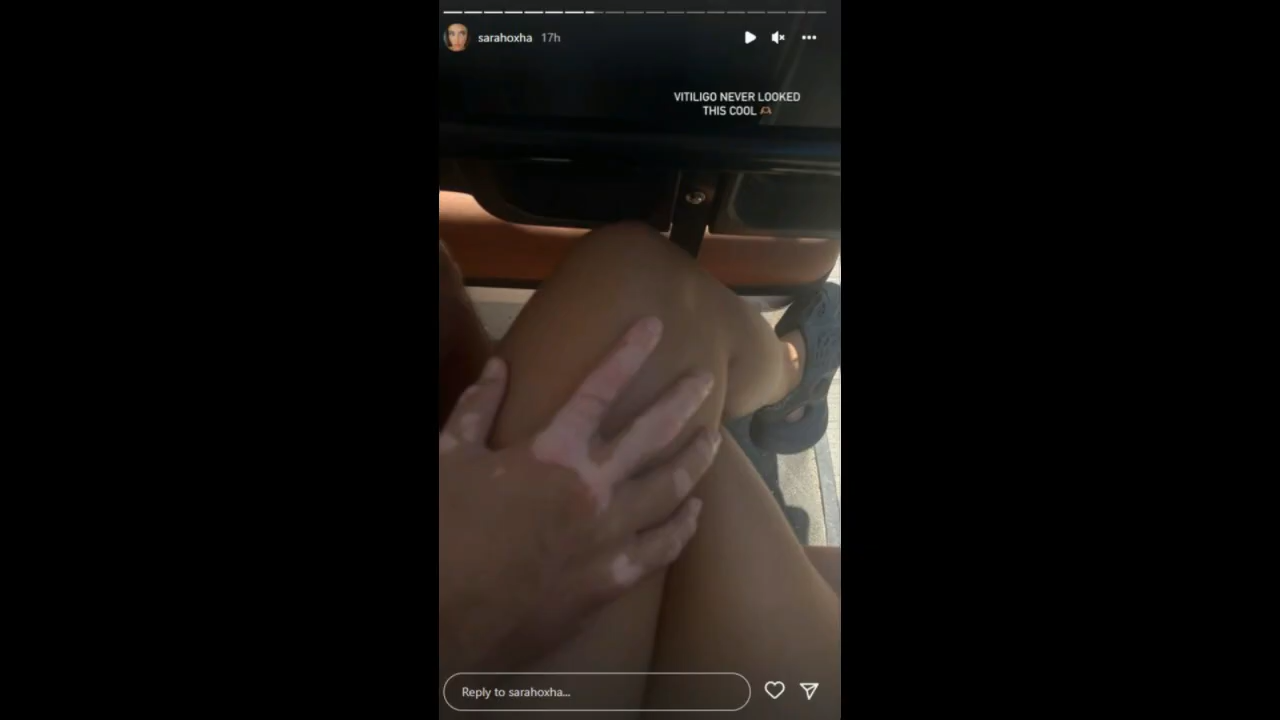 sarahoxha 17h
VITILIGO NEVER LOOKED
THIS COOL 🫶🏾
Reply to sarahoxha...